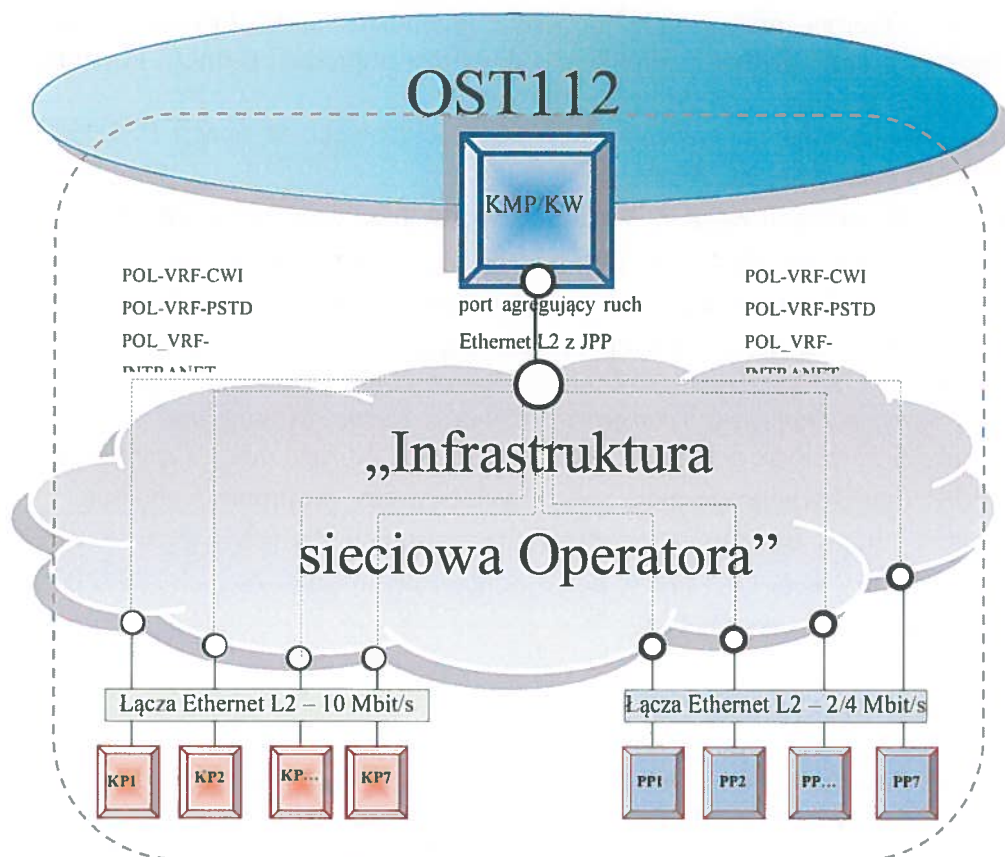 OST112
KMP/KW
POL-VRF-CWI
POL-VRF-PSTD
POL_VRF-
INTRANET
port agregujący ruch
Ethernet L2 z JPP
POL-VRF-CWI
POL-VRF-PSTD
POL_VRF-
INTRANET
„Infrastruktura
sieciowa Operatora”
Łącza Ethernet L2 – 10 Mbit/s
Łącza Ethernet L2 – 2/4 Mbit/s
KP1
KP2
KP...
KP7
PP1
PP2
PP...
PP7